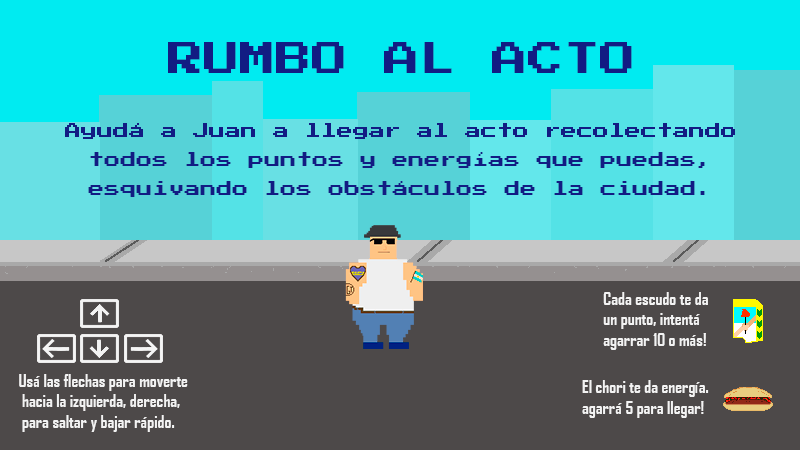 RUMBO AL ACTO
Ayudá a Juan a llegar al acto recolectando
todos los puntos y energías que puedas,
esquivando los obstáculos de la ciudad.
Usá las flechas para moverte
hacia la izquierda, derecha,
para saltar y bajar rápido.
Cada escudo te da
un punto, intentá
agarrar 10 o más!
El chori te da energía.
agarrá 5 para llegar!